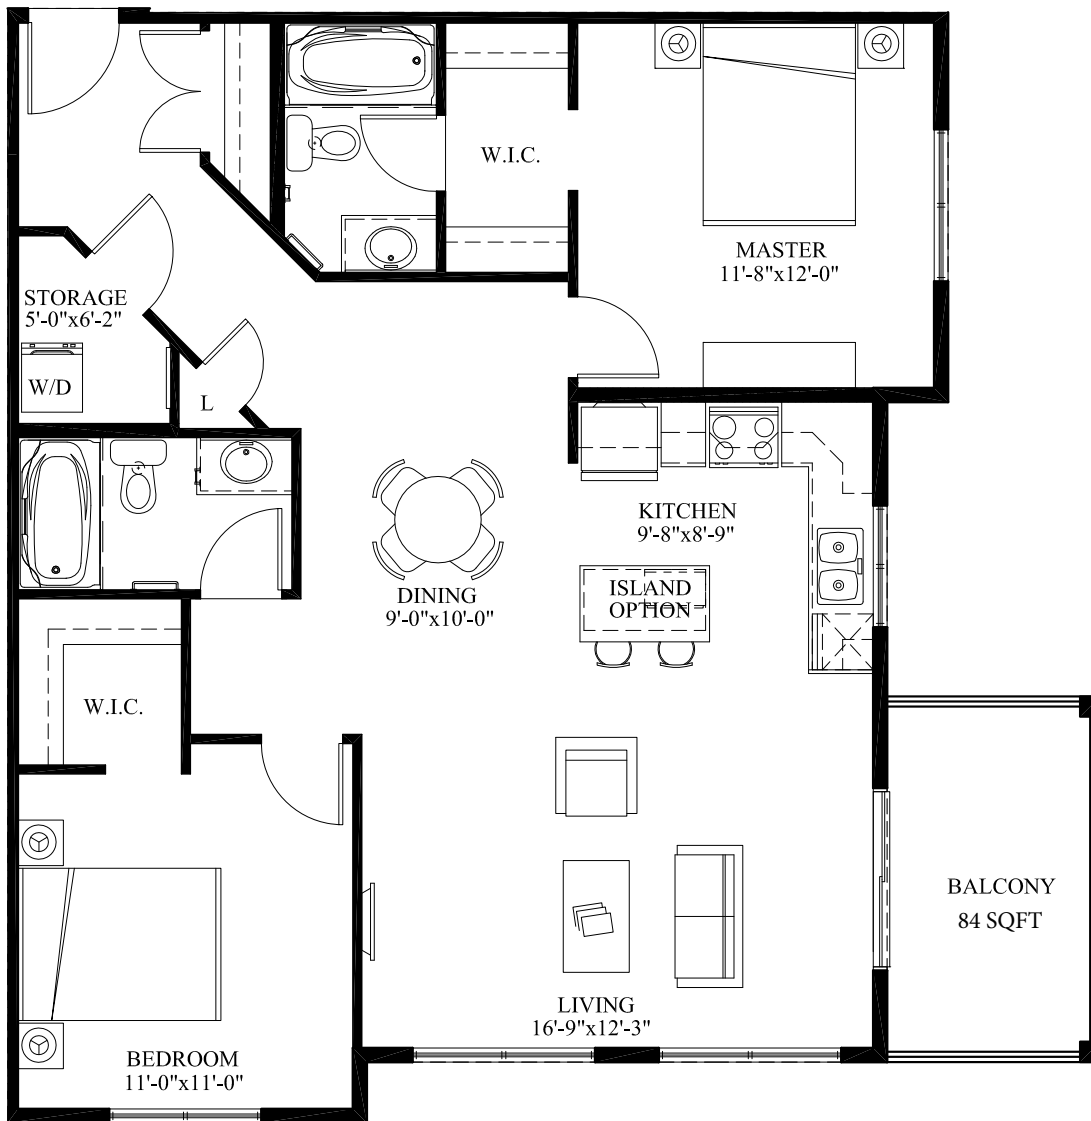 W.I.C.
MASTER
11'-8"x12'-0"
STORAGE
5'-0"x6'-2"
W/D
L
KITCHEN
9'-8"x8'-9"
DINING
9'-0"x10'-0"
ISLAND
OPTION
W.I.C.
BALCONY
84 SQFT
LIVING
16'-9"x12'-3"
BEDROOM
11'-0"x11'-0"